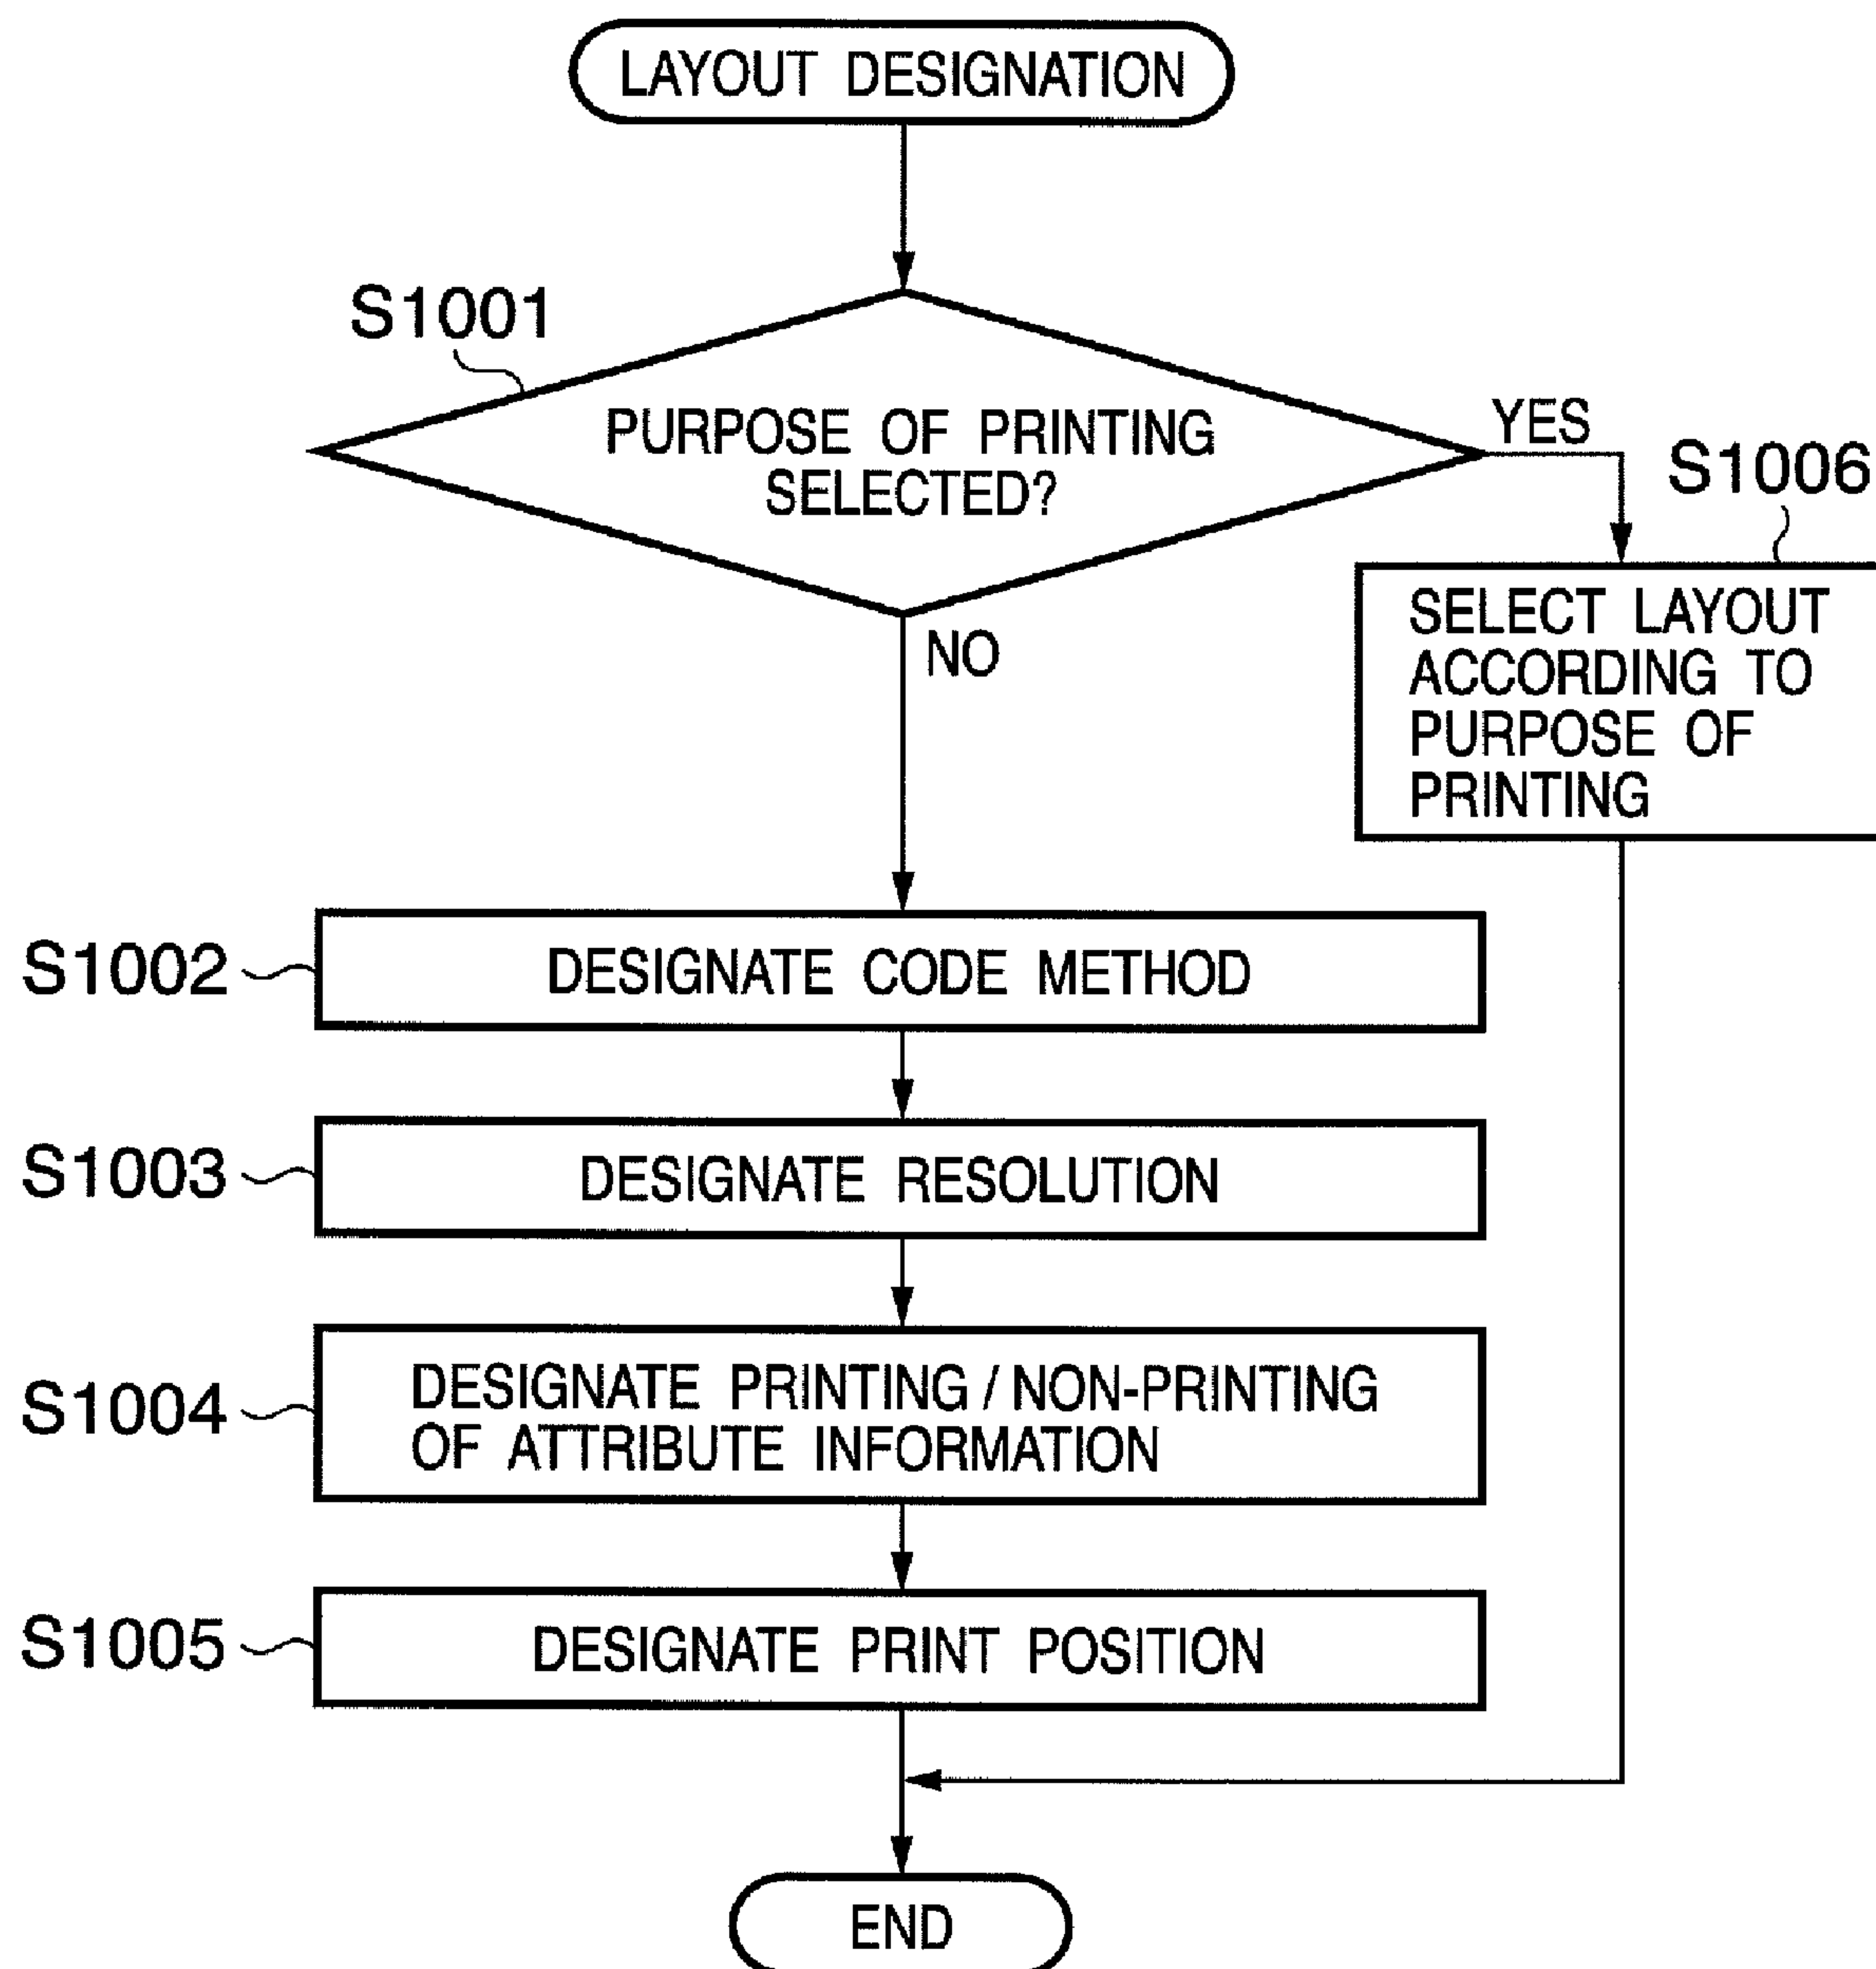 LAYOUT DESIGNATION
S1001
PURPOSE OF PRINTING
SELECTED?
YES
S1006
SELECT LAYOUT
ACCORDING TO
PURPOSE OF
PRINTING
NO
S1002
DESIGNATE CODE METHOD
S1003
DESIGNATE RESOLUTION
S1004
DESIGNATE PRINTING / NON-PRINTING
OF ATTRIBUTE INFORMATION
S1005
DESIGNATE PRINT POSITION
END